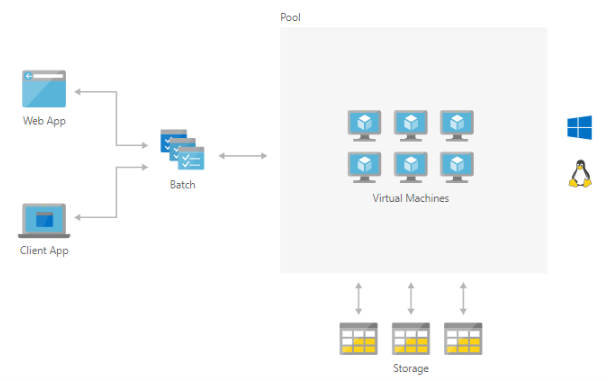 Pool
Web App
Batch
Virtual Machines
Client App
Storage